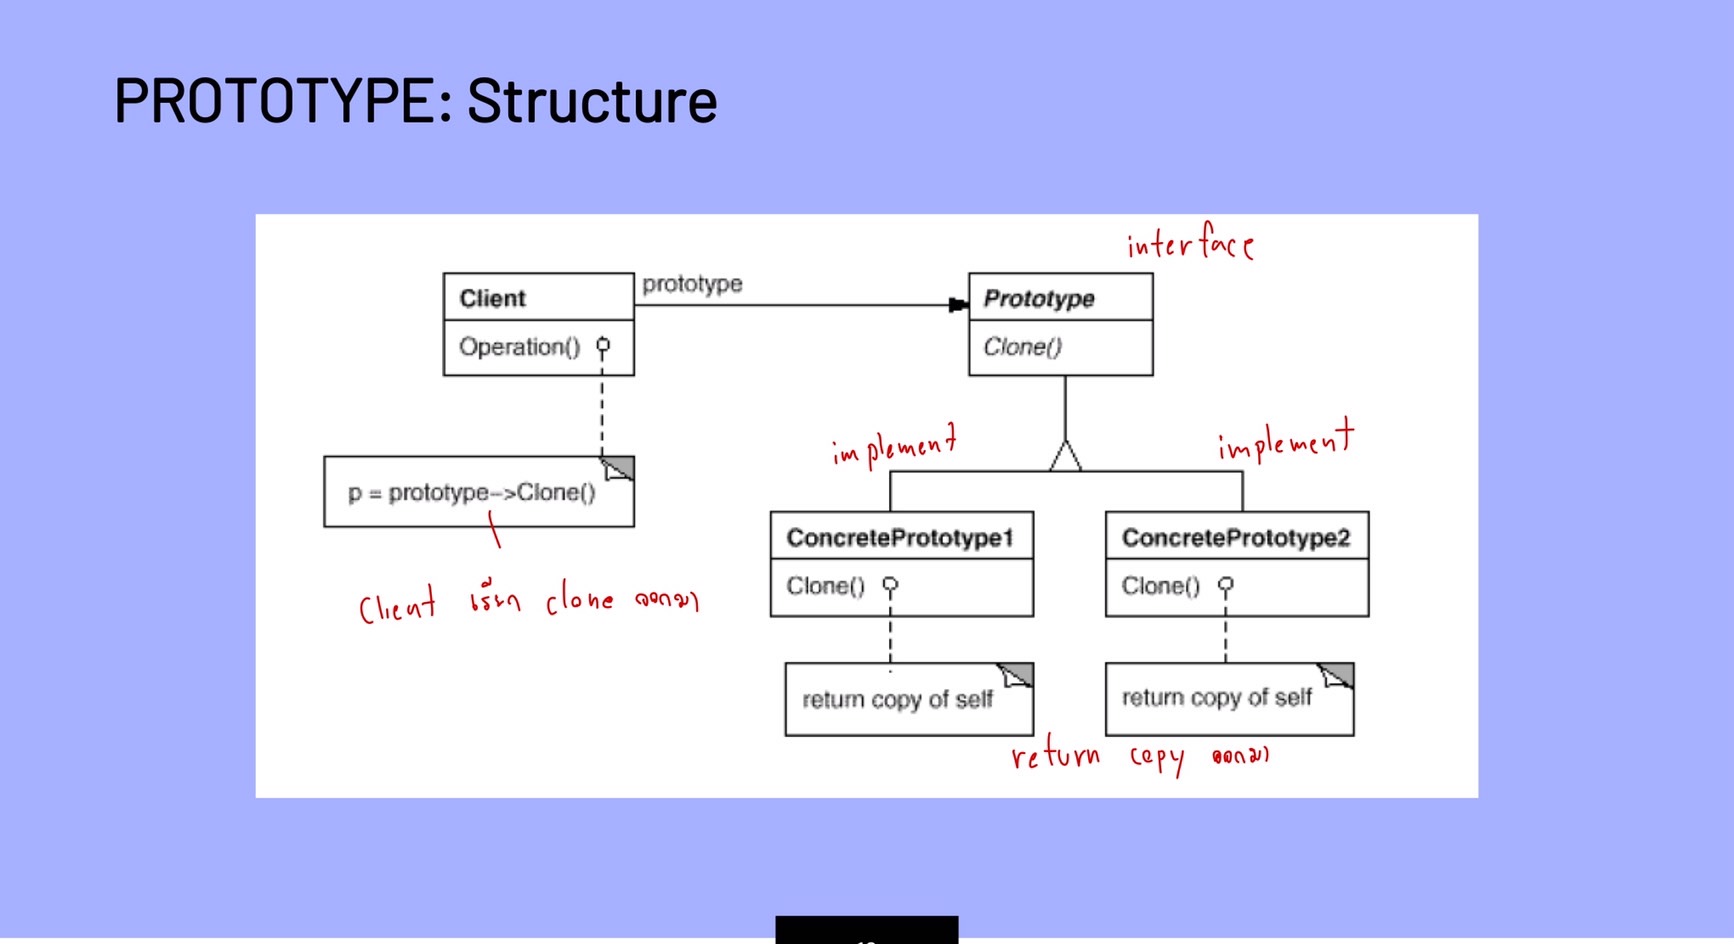 PROTOTYPE: Structure
interface
Client
prototype
Prototype
Operation()
Clone()
implement
implement
p = prototype->Clone()
ConcretePrototype1
ConcretePrototype2
Clone()
Clone()
Client เรียก clone ออกมา
return copy of self
return copy of self
return copy ออกมา